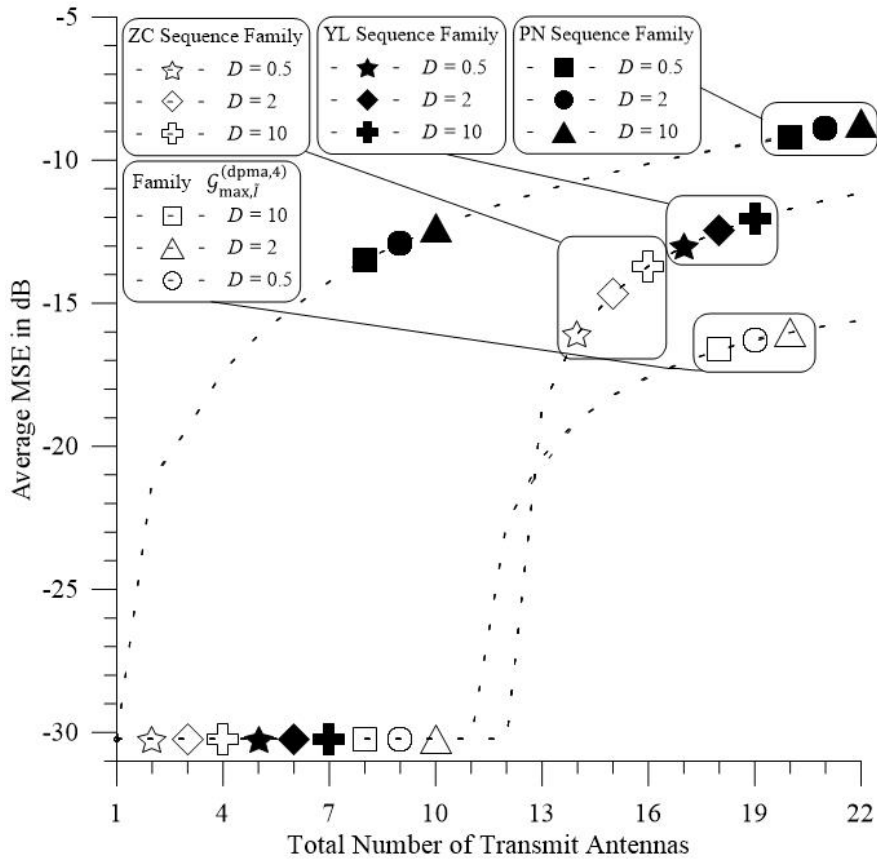 -5
-10
-15
-20
-25
-30
Average MSE in dB
ZC Sequence Family
- - D = 0.5
- - D = 2
- - D = 10
YL Sequence Family
- - D = 0.5
- - D = 2
- - D = 10
PN Sequence Family
- - D = 0.5
- - D = 2
- - D = 10
Family 𝒢_{max,Ĩ}^{(dpma,4)}
- - D = 10
- - D = 2
- - D = 0.5
1 4 7 10 13 16 19 22
Total Number of Transmit Antennas